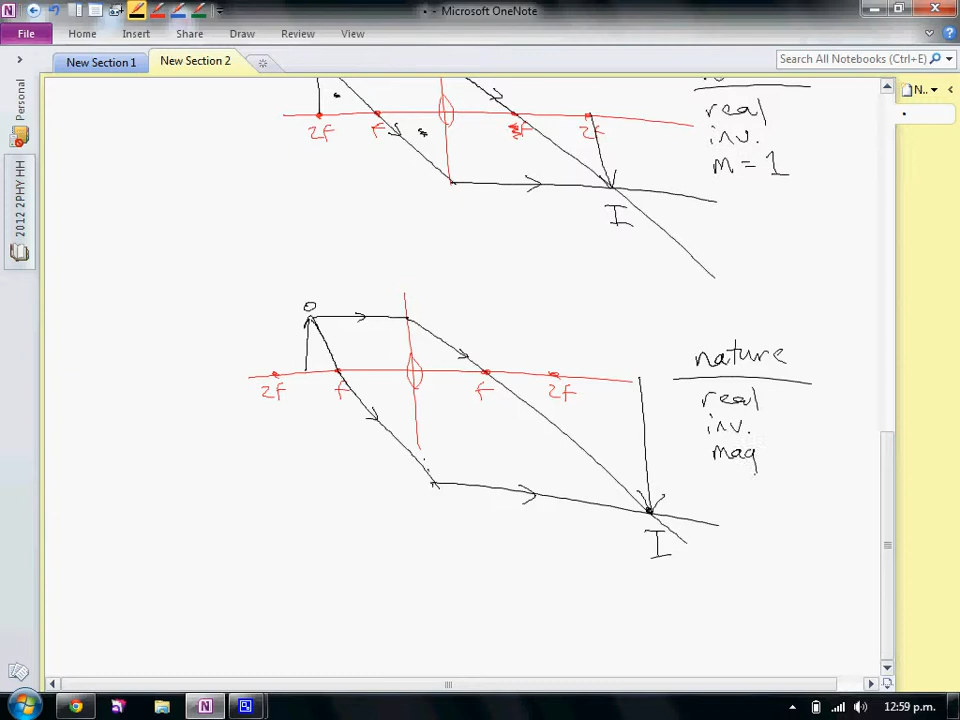 Microsoft OneNote
File Home Insert Share Draw Review View
New Section 1 New Section 2
Search All Notebooks (Ctrl+E)
Personal
2012 2PHY HH
N..
2f f 2f
real
inv.
m = 1
I
O
2f f f 2f
nature
real
inv.
mag
I
12:59 p.m.